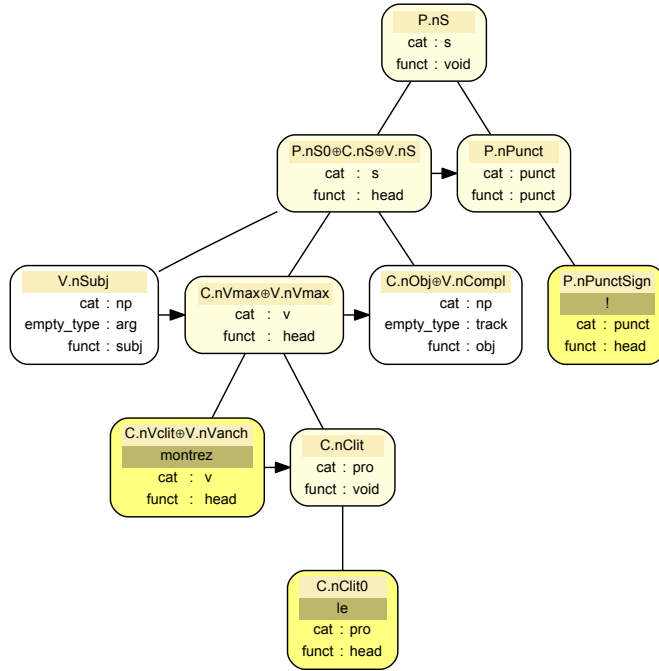 P.nS
cat : s
funct : void
P.nS0⊕C.nS⊕V.nS
cat : s
funct : head
P.nPunct
cat : punct
funct : punct
V.nSubj
cat : np
empty_type : arg
funct : subj
C.nVmax⊕V.nVmax
cat : v
funct : head
C.nObj⊕V.nCompl
cat : np
empty_type : track
funct : obj
P.nPunctSign
!
cat : punct
funct : head
C.nVclit⊕V.nVanch
montrez
cat : v
funct : head
C.nClit
cat : pro
funct : void
C.nClit0
le
cat : pro
funct : head